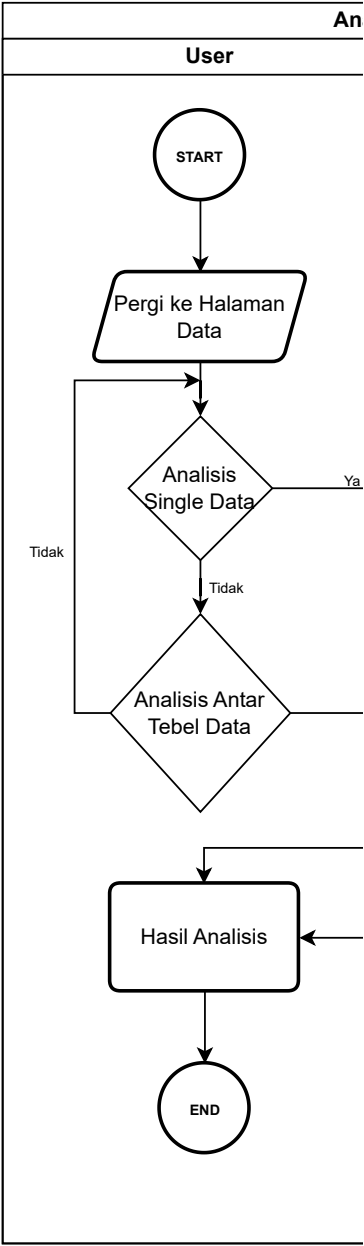 Ana
User
START
Pergi ke Halaman
Data
Analisis
Single Data
Ya
Tidak
Tidak
Analisis Antar
Tebel Data
Hasil Analisis
END